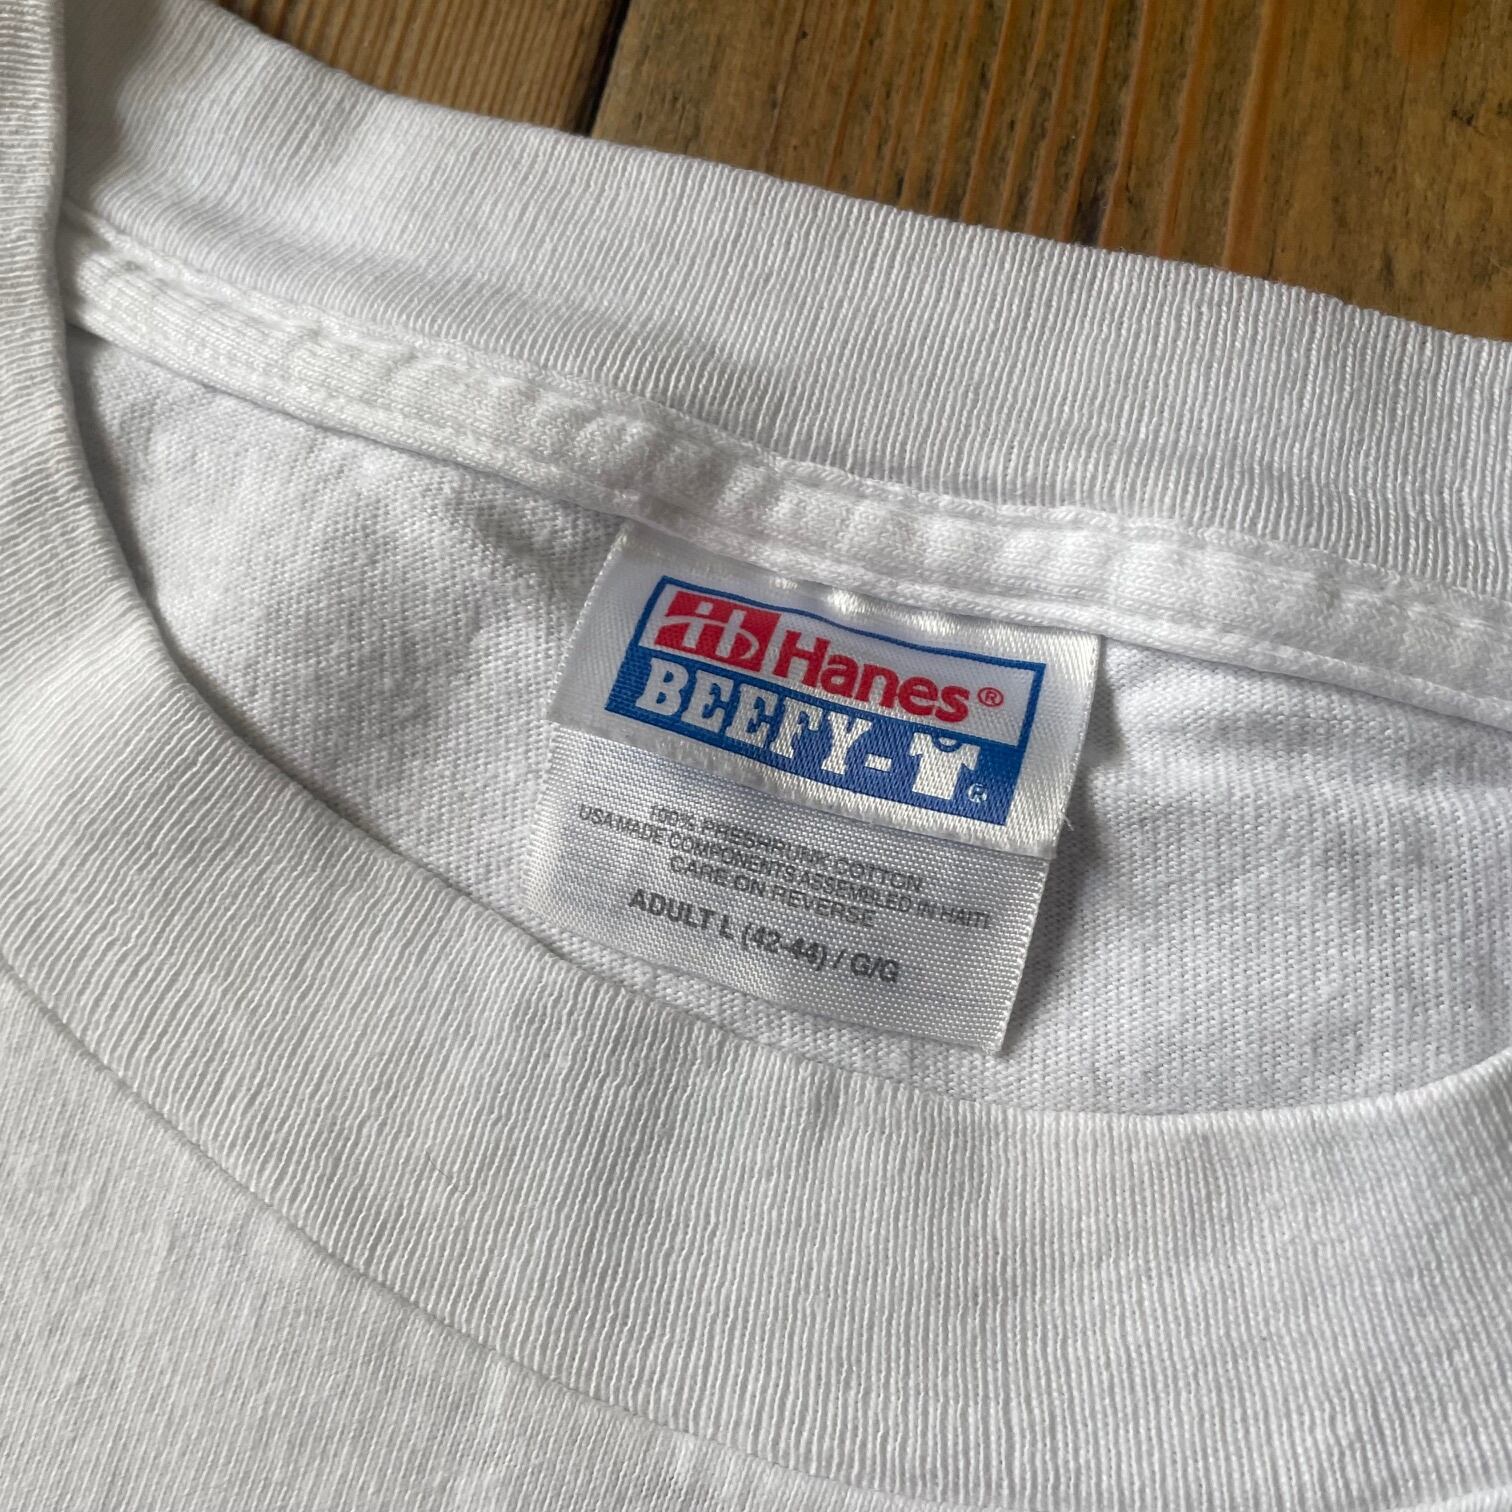 Hanes®
BEEFY-T®
100% PRESHRUNK COTTON
USA MADE COMPONENTS ASSEMBLED IN HAITI
CARE ON REVERSE
ADULT L (42-44) / G/G